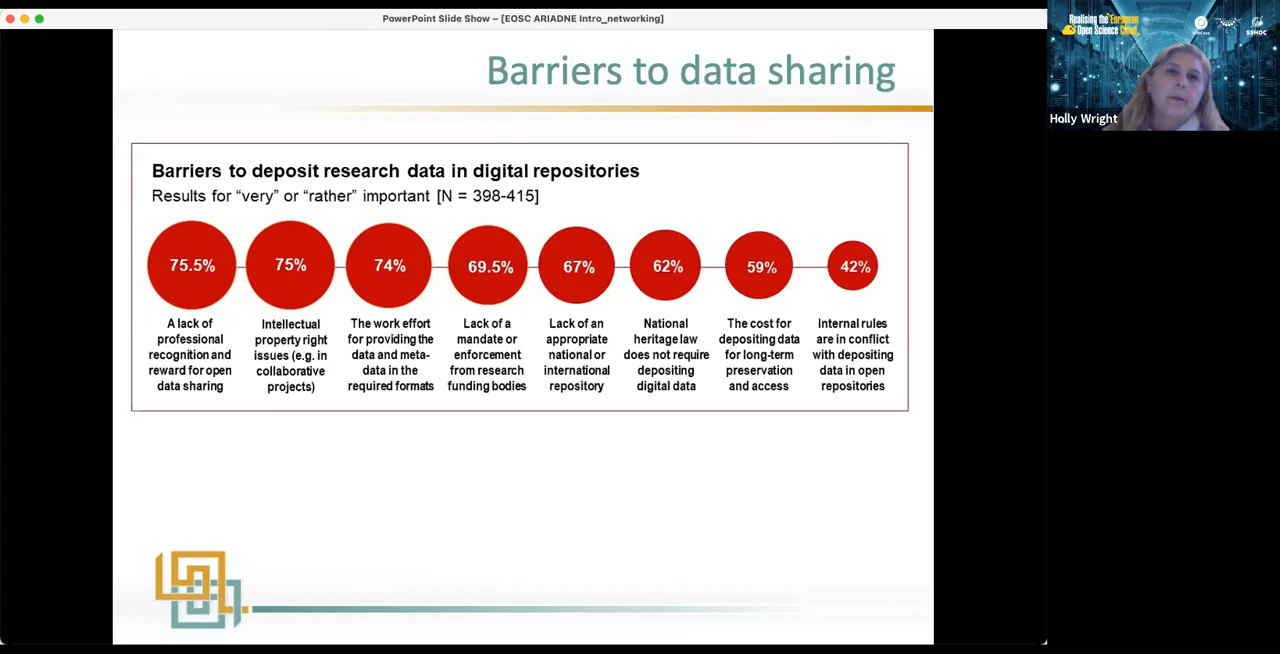 PowerPoint Slide Show – [EOSC ARIADNE Intro_networking]
Realising the European
Open Science Cloud
SSHOC
Holly Wright
Barriers to data sharing
Barriers to deposit research data in digital repositories
Results for “very” or “rather” important [N = 398-415]
75.5%
75%
74%
69.5%
67%
62%
59%
42%
A lack of
professional
recognition and
reward for open
data sharing
Intellectual
property right
issues (e.g. in
collaborative
projects)
The work effort
for providing the
data and meta-
data in the
required formats
Lack of a
mandate or
enforcement
from research
funding bodies
Lack of an
appropriate
national or
international
repository
National
heritage law
does not require
depositing
digital data
The cost for
depositing data
for long-term
preservation
and access
Internal rules
are in conflict
with depositing
data in open
repositories